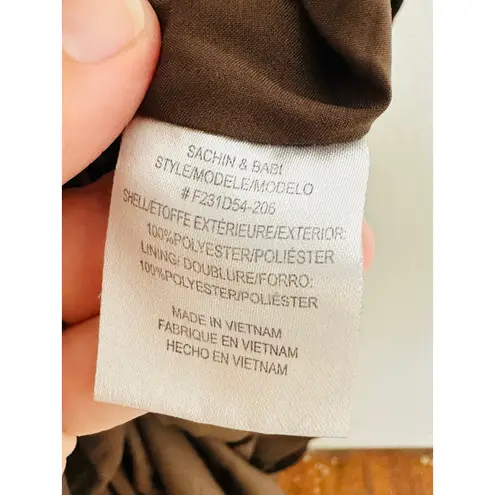 SACHIN & BABI
STYLE/MODELE/MODELO
# F231D54-206
SHELL/ETOFFE EXTÉRIEURE/EXTERIOR:
100%POLYESTER/POLIÉSTER
LINING/ DOUBLURE/FORRO:
100%POLYESTER/POLIÉSTER
MADE IN VIETNAM
FABRIQUE EN VIETNAM
HECHO EN VIETNAM